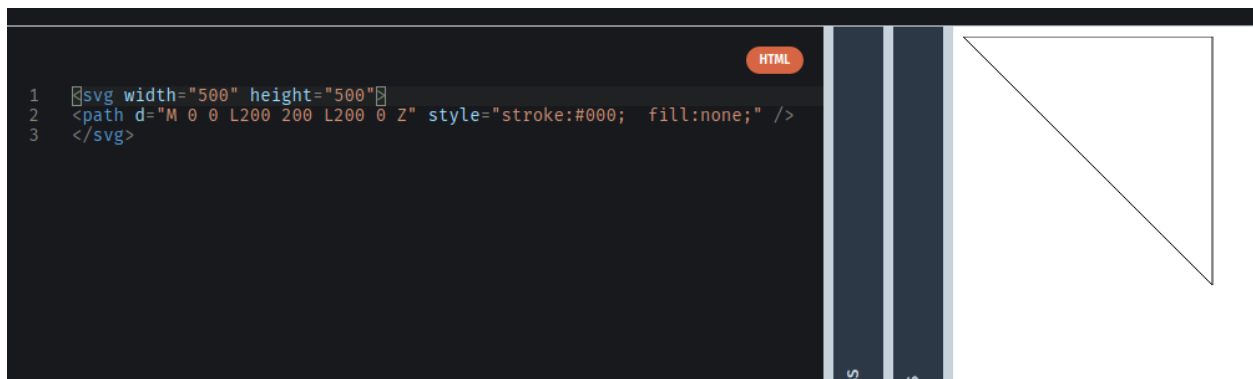 HTML
1 <svg width="500" height="500">
2 <path d="M 0 0 L200 200 L200 0 Z" style="stroke:#000;  fill:none;" />
3 </svg>